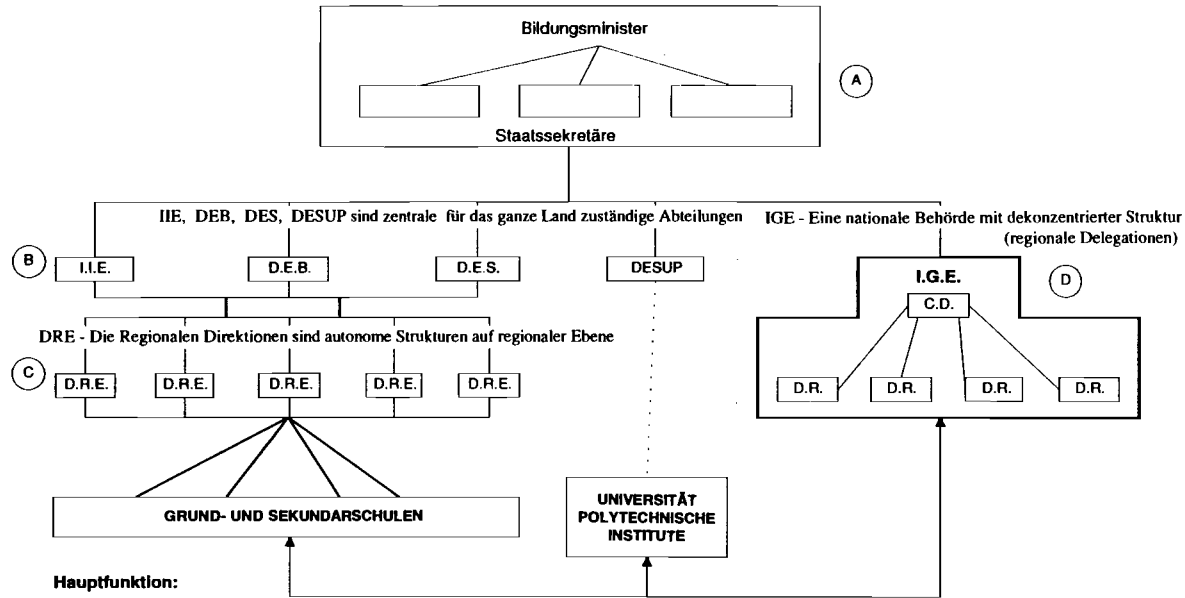 Bildungsminister
A
Staatssekretäre
IIE, DEB, DES, DESUP sind zentrale für das ganze Land zuständige Abteilungen
IGE - Eine nationale Behörde mit dekonzentrierter Struktur
(regionale Delegationen)
B
I.I.E.
D.E.B.
D.E.S.
DESUP
I.G.E.
D
C.D.
DRE - Die Regionalen Direktionen sind autonome Strukturen auf regionaler Ebene
C
D.R.E.
D.R.E.
D.R.E.
D.R.E.
D.R.E.
D.R.
D.R.
D.R.
D.R.
GRUND- UND SEKUNDARSCHULEN
UNIVERSITÄT
POLYTECHNISCHE
INSTITUTE
Hauptfunktion: